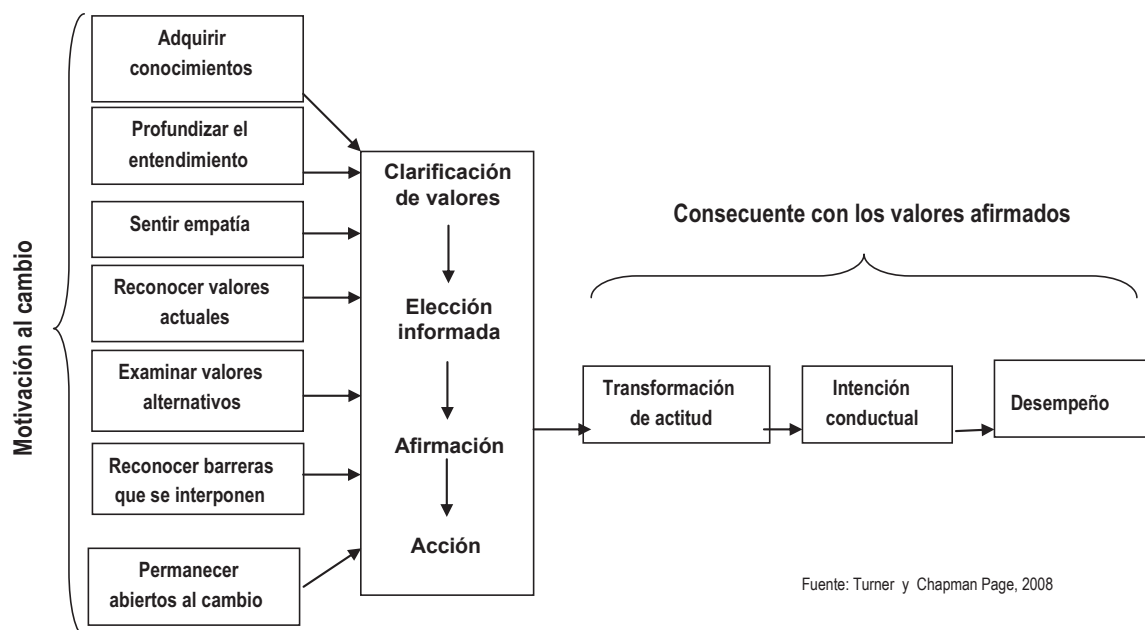 Motivación al cambio
Adquirir
conocimientos
Profundizar el
entendimiento
Sentir empatía
Reconocer valores
actuales
Examinar valores
alternativos
Reconocer barreras
que se interponen
Permanecer
abiertos al cambio
Clarificación
de valores
Elección
informada
Afirmación
Acción
Consecuente con los valores afirmados
Transformación
de actitud
Intención
conductual
Desempeño
Fuente: Turner y Chapman Page, 2008